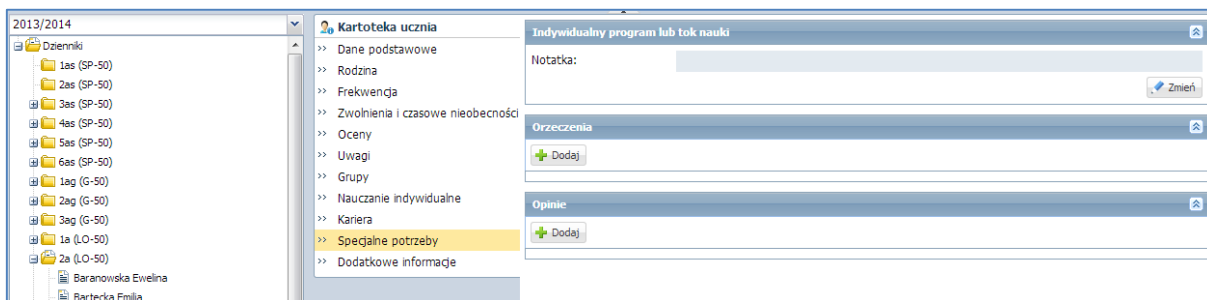 2013/2014
Dzienniki
1as (SP-50)
2as (SP-50)
3as (SP-50)
4as (SP-50)
5as (SP-50)
6as (SP-50)
1ag (G-50)
2ag (G-50)
3ag (G-50)
1a (LO-50)
2a (LO-50)
Baranowska Ewelina
Bartecka Emilia
Kartoteka ucznia
>> Dane podstawowe
>> Rodzina
>> Frekwencja
>> Zwolnienia i czasowe nieobecności
>> Oceny
>> Uwagi
>> Grupy
>> Nauczanie indywidualne
>> Kariera
>> Specjalne potrzeby
>> Dodatkowe informacje
Indywidualny program lub tok nauki
Notatka:
Zmień
Orzeczenia
Dodaj
Opinie
Dodaj